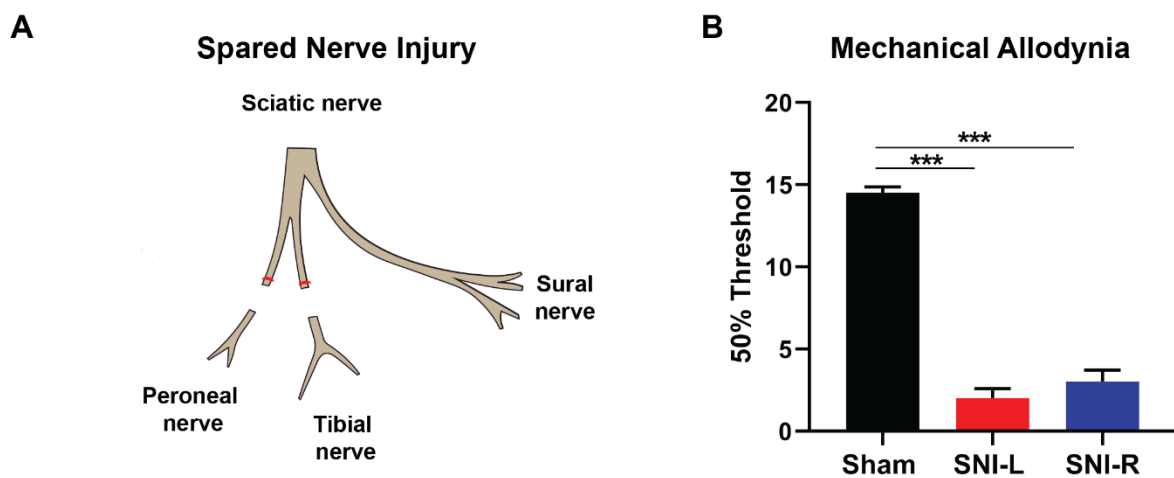 A
Spared Nerve Injury
Sciatic nerve
Sural
nerve
Peroneal
nerve
Tibial
nerve
B
Mechanical Allodynia
50% Threshold
20
15
10
5
0
***
***
Sham
SNI-L
SNI-R